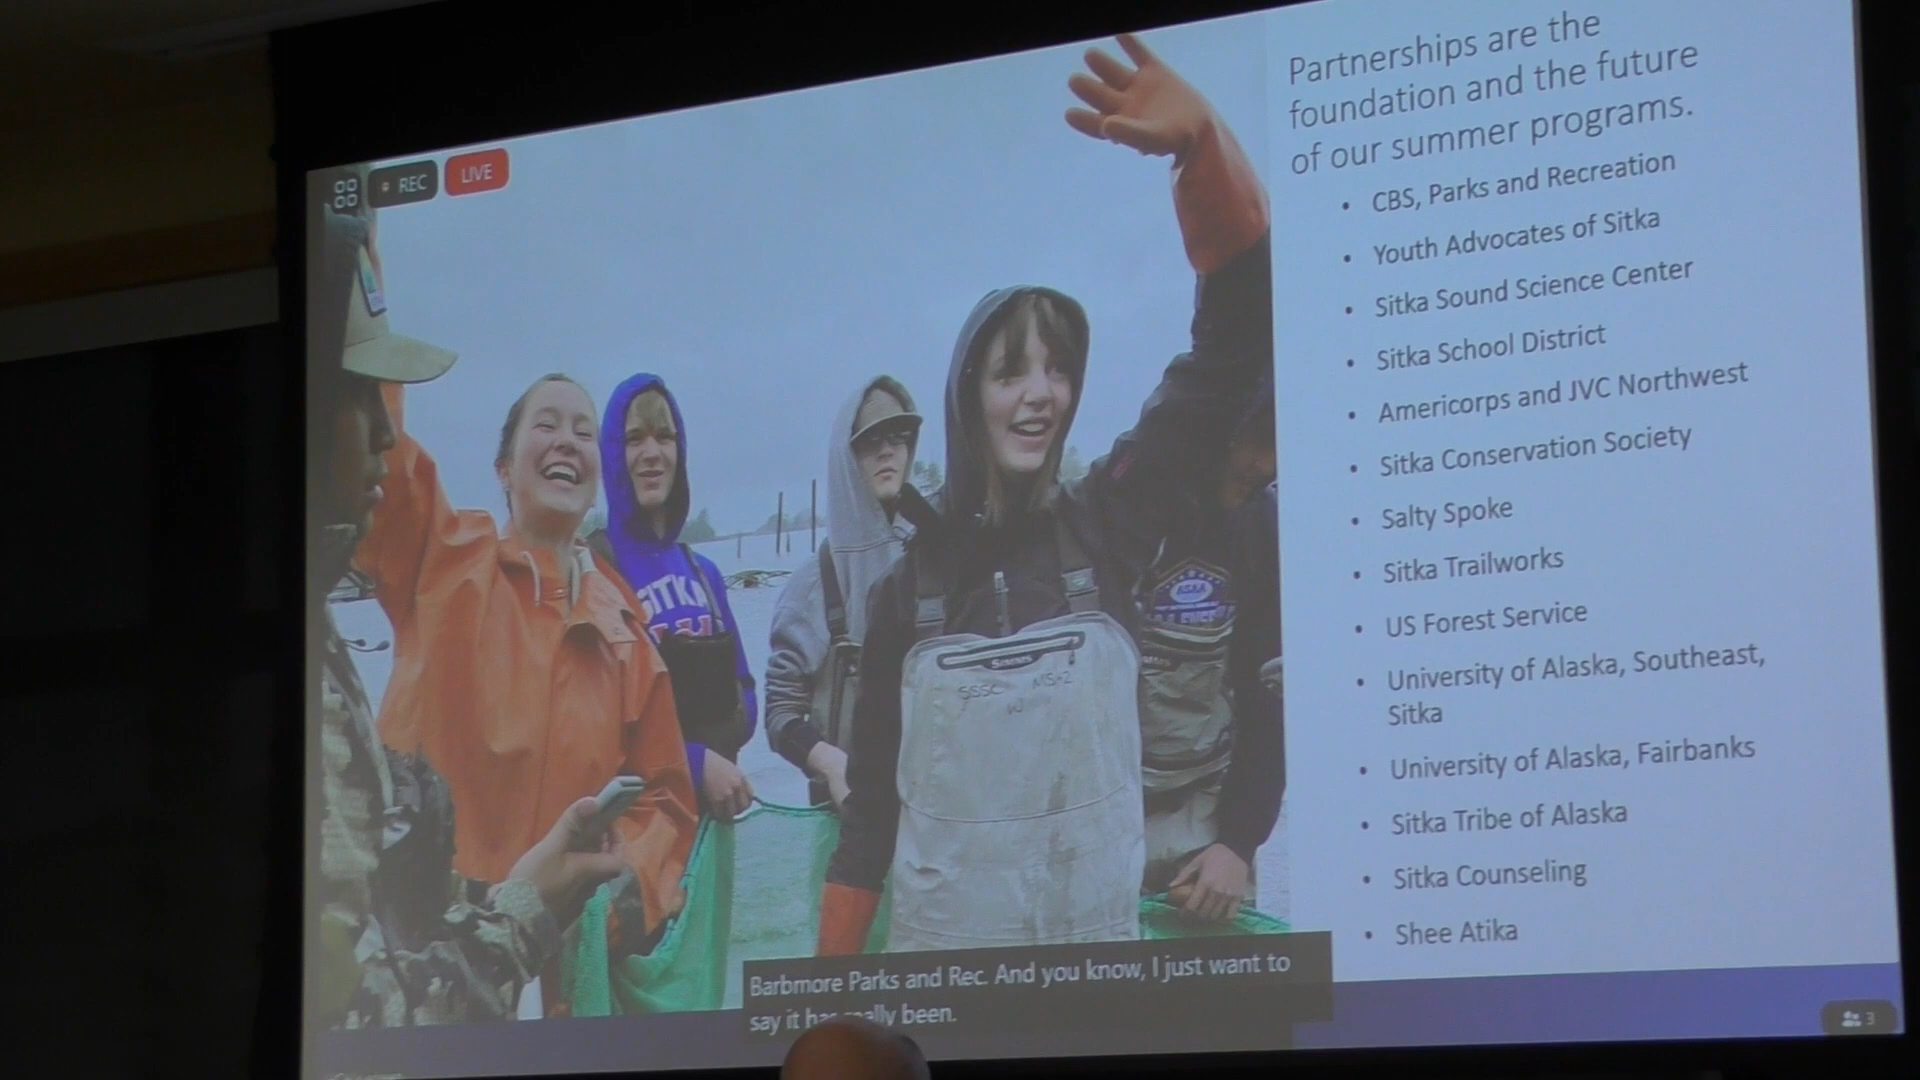 REC
LIVE
Partnerships are the
foundation and the future
of our summer programs.
• CBS, Parks and Recreation
• Youth Advocates of Sitka
• Sitka Sound Science Center
• Sitka School District
• Americorps and JVC Northwest
• Sitka Conservation Society
• Salty Spoke
• Sitka Trailworks
• US Forest Service
• University of Alaska, Southeast,
Sitka
• University of Alaska, Fairbanks
• Sitka Tribe of Alaska
• Sitka Counseling
• Shee Atika
SITKA
ASAA
SIMMS
SSSC MSF2
W
Barbmore Parks and Rec. And you know, I just want to
say it has really been.
3